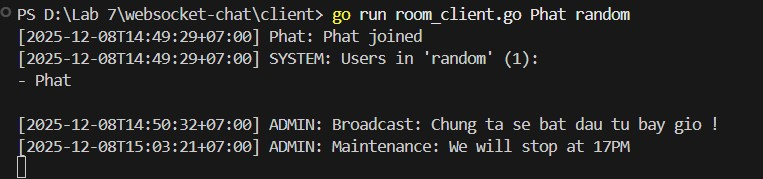 PS D:\Lab 7\websocket-chat\client> go run room_client.go Phat random
[2025-12-08T14:49:29+07:00] Phat: Phat joined
[2025-12-08T14:49:29+07:00] SYSTEM: Users in 'random' (1):
- Phat
[2025-12-08T14:50:32+07:00] ADMIN: Broadcast: Chung ta se bat dau tu bay gio !
[2025-12-08T15:03:21+07:00] ADMIN: Maintenance: We will stop at 17PM